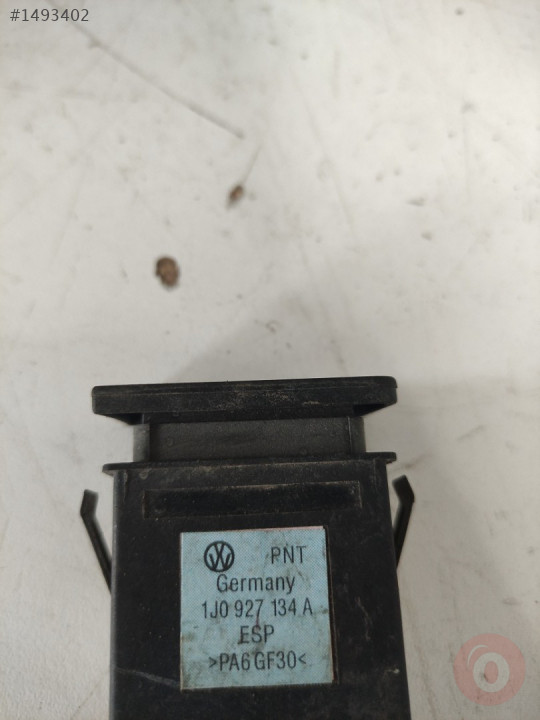 #1493402
PNT
Germany
1J0 927 134 A
ESP
>PA6 GF30<